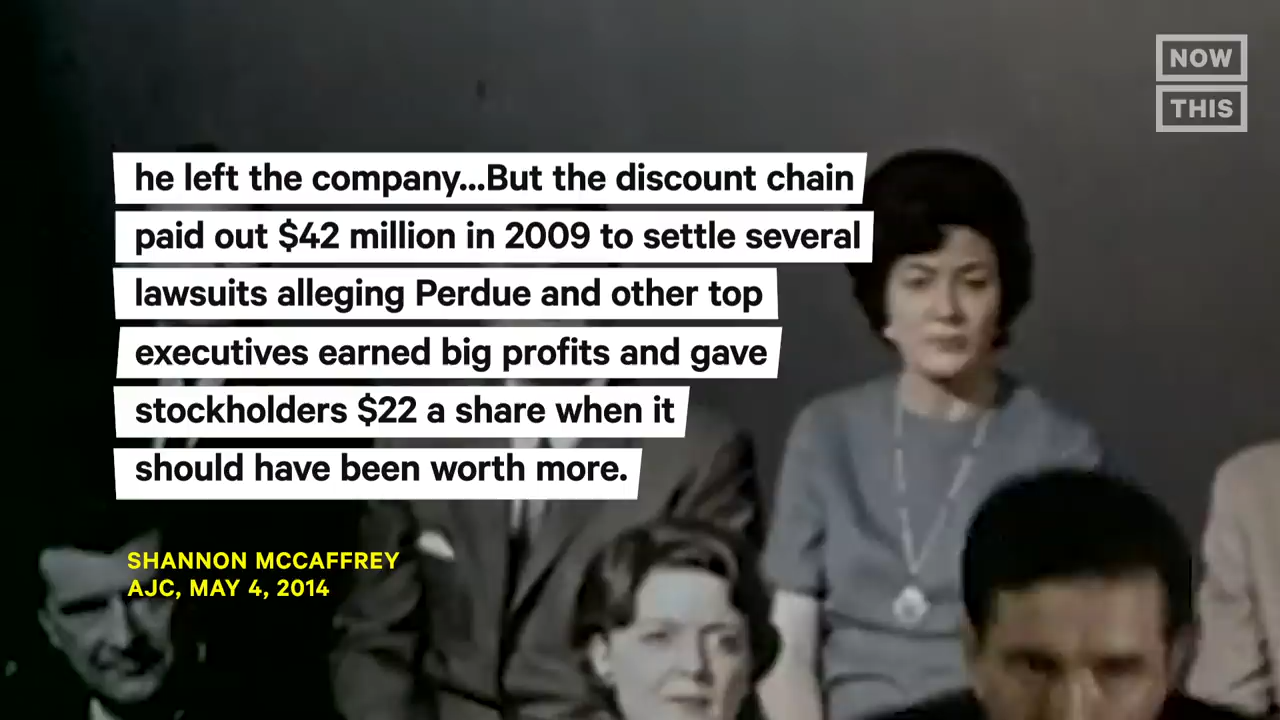 NOW
THIS
he left the company...But the discount chain
paid out $42 million in 2009 to settle several
lawsuits alleging Perdue and other top
executives earned big profits and gave
stockholders $22 a share when it
should have been worth more.
SHANNON MCCAFFREY
AJC, MAY 4, 2014